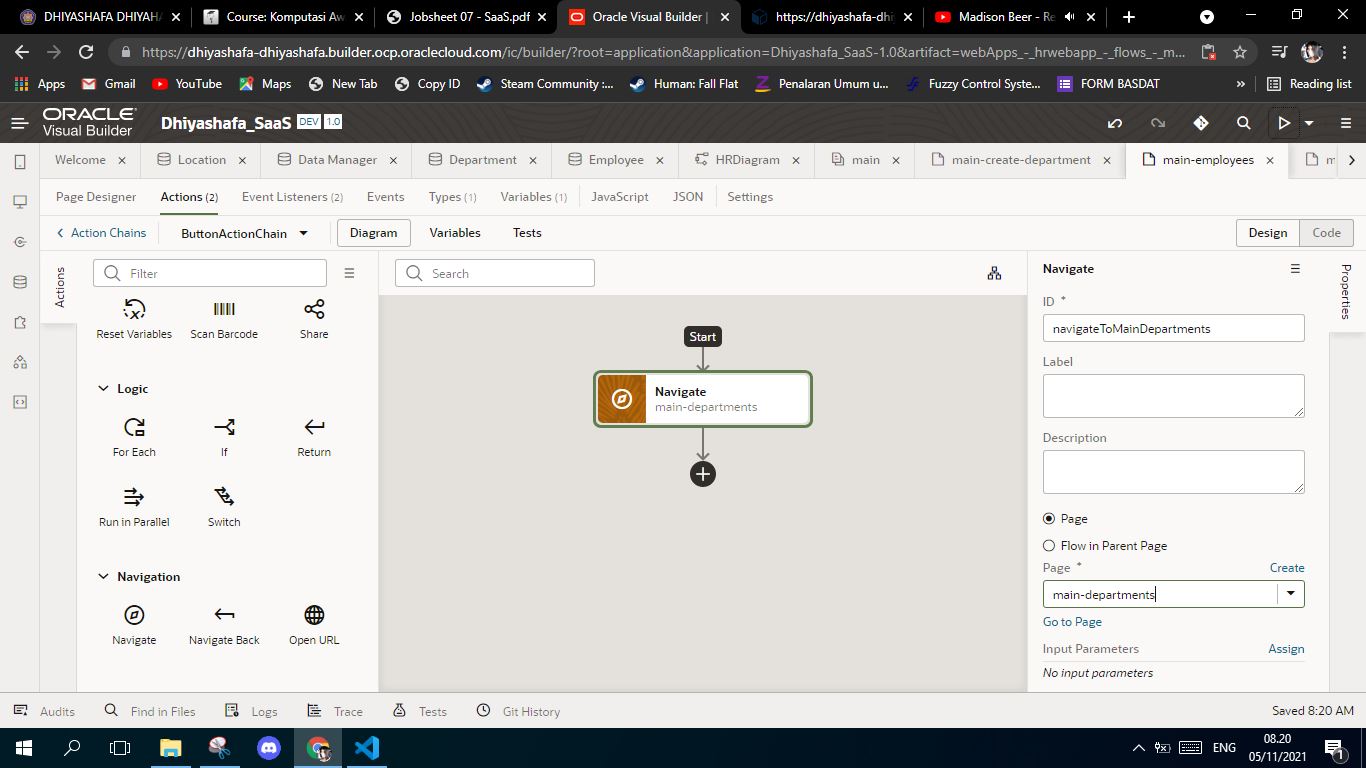 DHIYASHAFA DHIYAHA
Course: Komputasi Aw
Jobsheet 07 - SaaS.pdf
Oracle Visual Builder |
https://dhiyashafa-dhi
Madison Beer - Re
https://dhiyashafa-dhiyashafa.builder.ocp.oraclecloud.com/ic/builder/?root=application&application=Dhiyashafa_SaaS-1.0&artifact=webApps_-_hrwebapp_-_flows_-_m...
Apps
Gmail
YouTube
Maps
New Tab
Copy ID
Steam Community :...
Human: Fall Flat
Penalaran Umum u...
Fuzzy Control Syste...
FORM BASDAT
»
Reading list
ORACLE
Visual Builder
Dhiyashafa_SaaS
DEV
1.0
Welcome
Location
Data Manager
Department
Employee
HRDiagram
main
main-create-department
main-employees
Page Designer
Actions (2)
Event Listeners (2)
Events
Types (1)
Variables (1)
JavaScript
JSON
Settings
Action Chains
ButtonActionChain
Diagram
Variables
Tests
Design
Code
Actions
Filter
Reset Variables
Scan Barcode
Share
Logic
For Each
If
Return
Run in Parallel
Switch
Navigation
Navigate
Navigate Back
Open URL
Search
Start
Navigate
main-departments
Navigate
Properties
ID *
navigateToMainDepartments
Label
Description
Page
Flow in Parent Page
Page *
Create
main-departments
Go to Page
Input Parameters
Assign
No input parameters
Audits
Find in Files
Logs
Trace
Tests
Git History
Saved 8:20 AM
ENG
08.20
05/11/2021
1